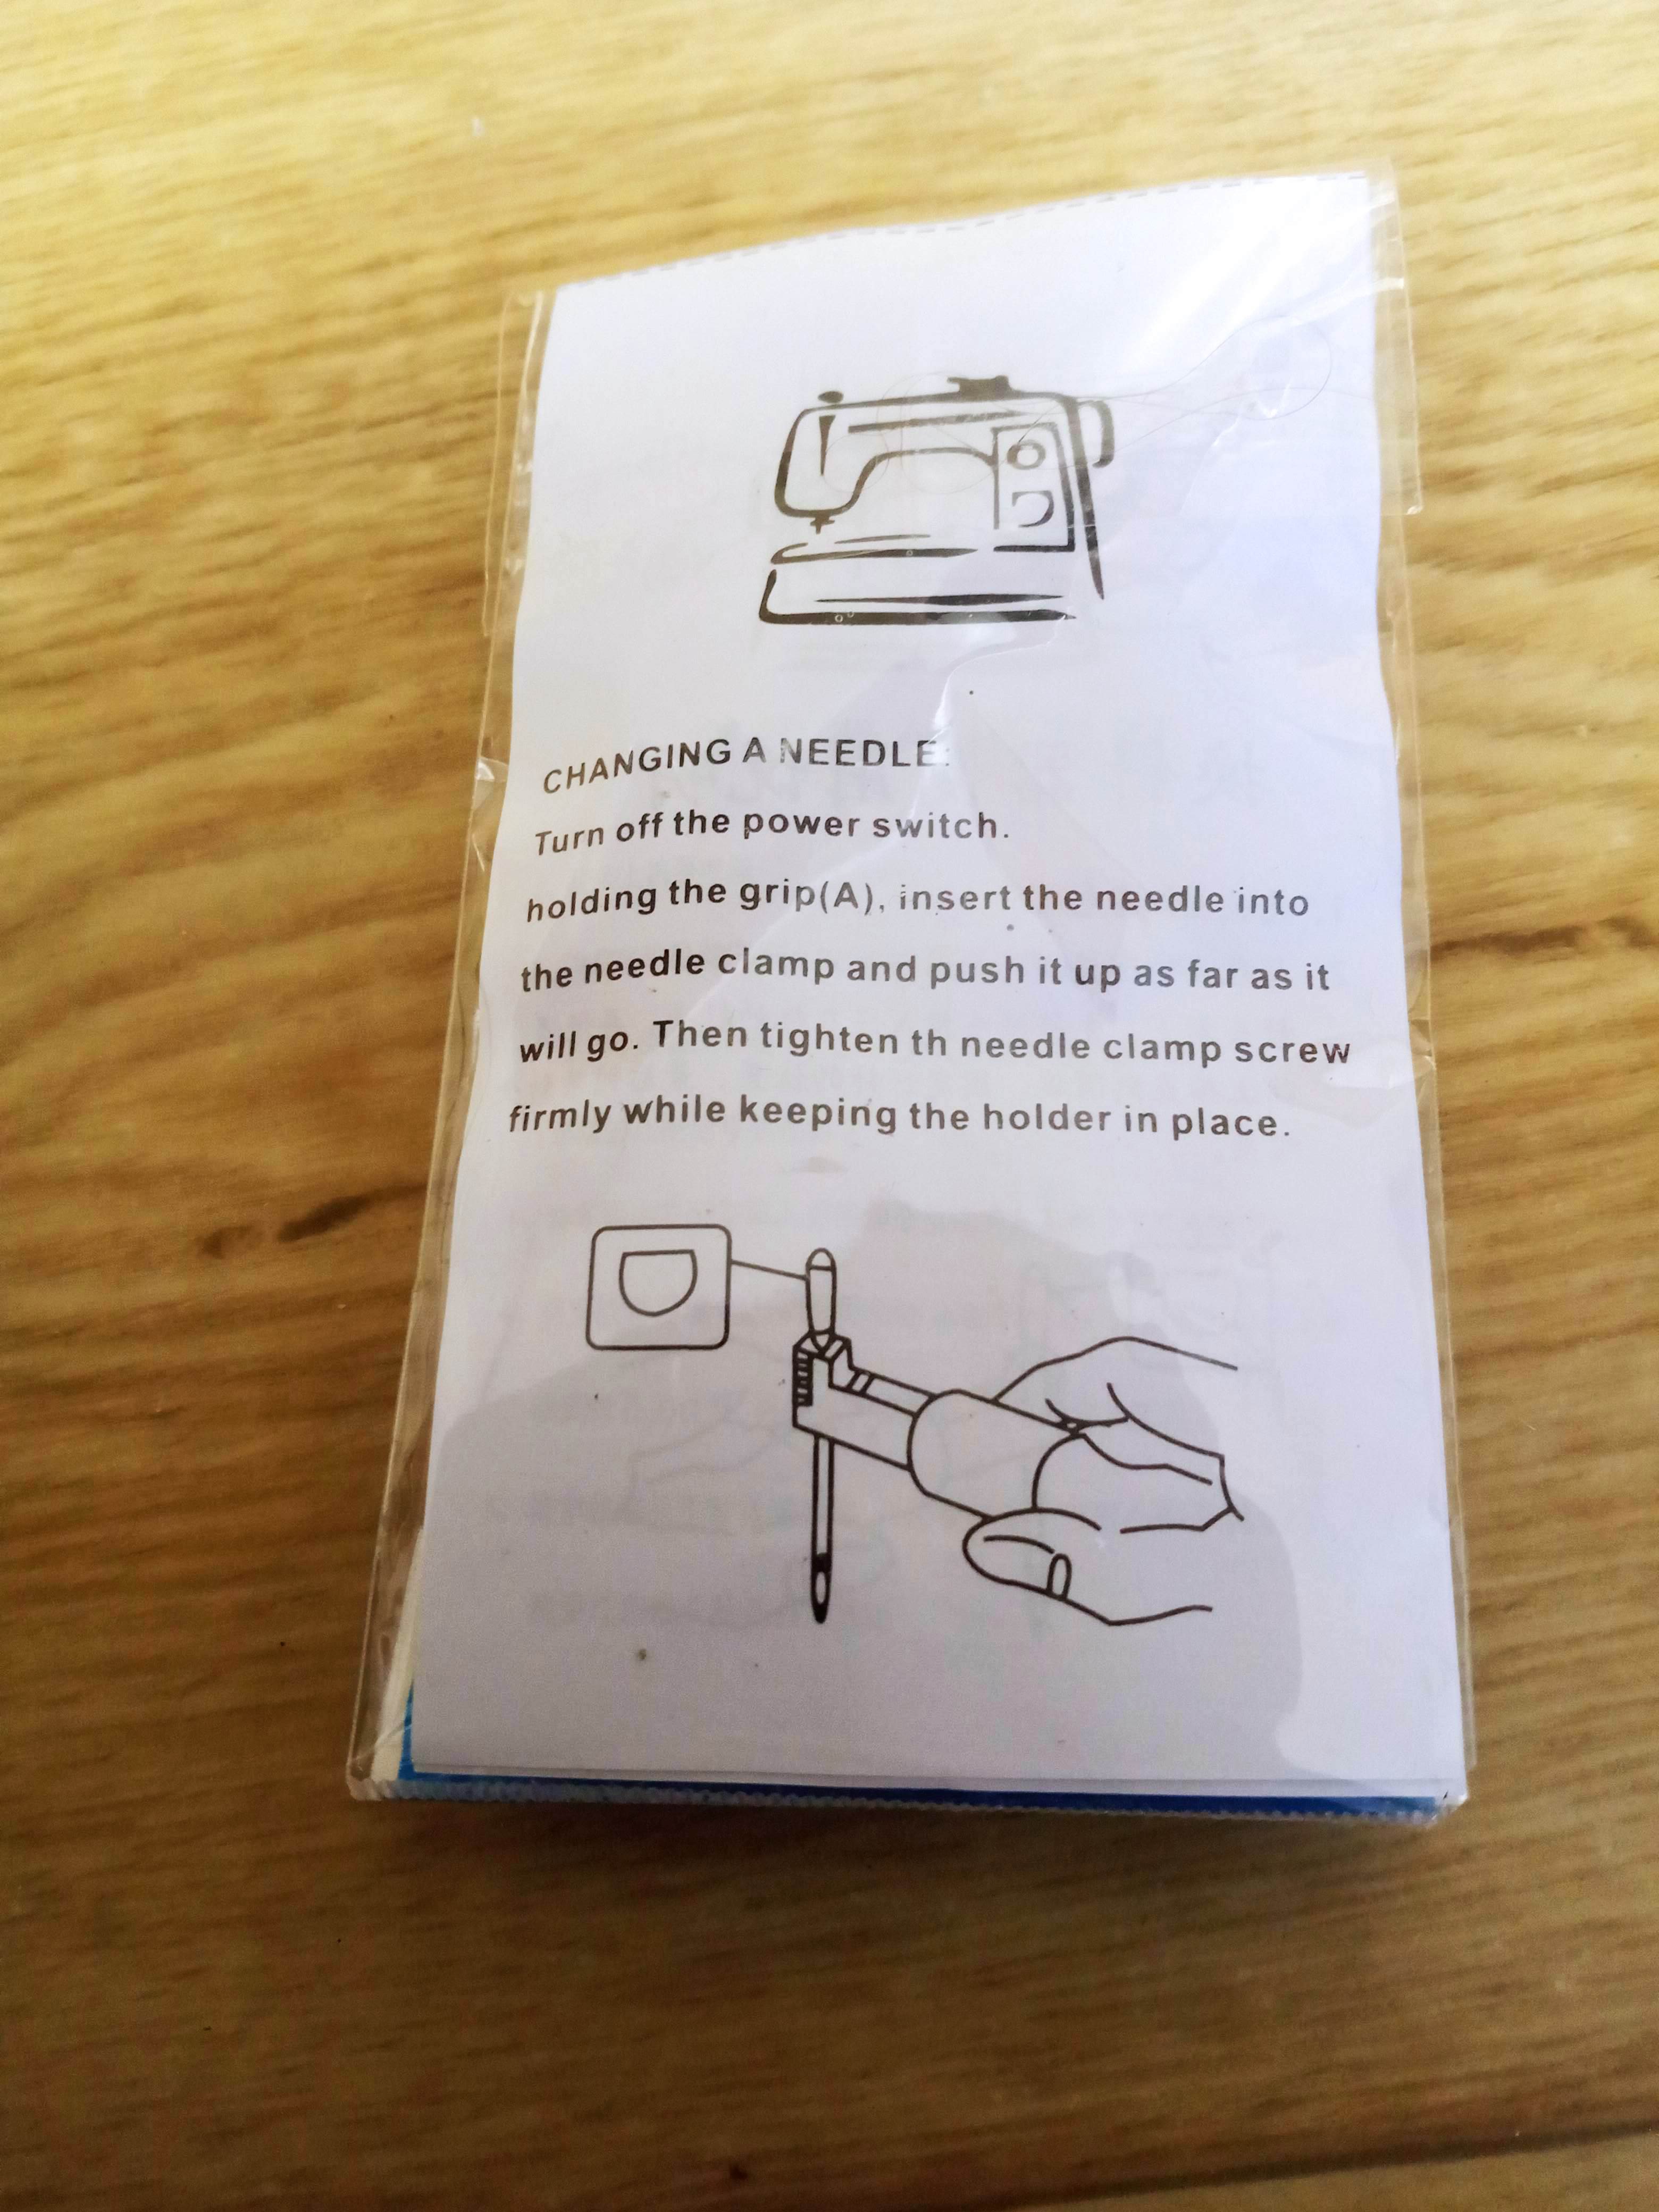 CHANGING A NEEDLE:
Turn off the power switch.
holding the grip(A), insert the needle into
the needle clamp and push it up as far as it
will go. Then tighten th needle clamp screw
firmly while keeping the holder in place.